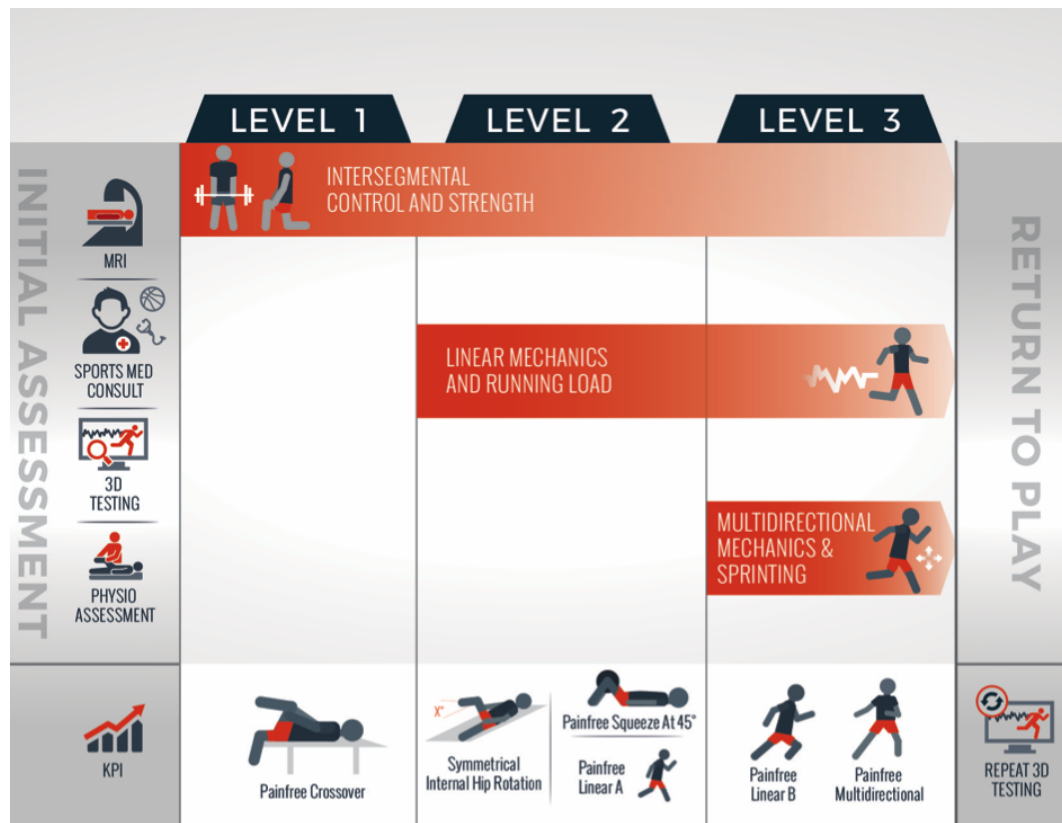 LEVEL 1
LEVEL 2
LEVEL 3
INITIAL ASSESSMENT
MRI
SPORTS MED
CONSULT
3D
TESTING
PHYSIO
ASSESSMENT
INTERSEGMENTAL
CONTROL AND STRENGTH
LINEAR MECHANICS
AND RUNNING LOAD
MULTIDIRECTIONAL
MECHANICS &
SPRINTING
RETURN TO PLAY
KPI
Painfree Crossover
X°
Symmetrical
Internal Hip Rotation
Painfree Squeeze At 45°
Painfree
Linear A
Painfree
Linear B
Painfree
Multidirectional
REPEAT 3D
TESTING